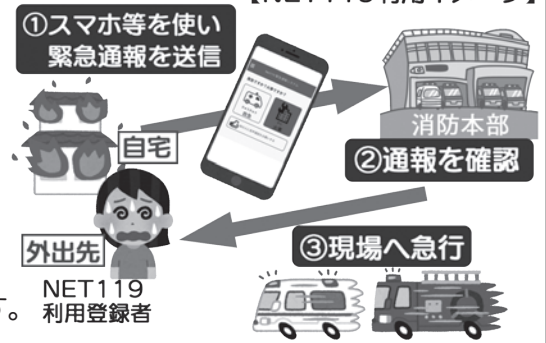 ①スマホ等を使い
緊急通報を送信
自宅
消防本部
②通報を確認
外出先
③現場へ急行
NET119
利用登録者
す。